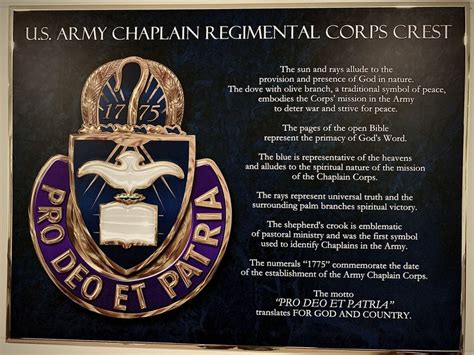 U.S. ARMY CHAPLAIN REGIMENTAL CORPS CREST
The sun and rays allude to the
provision and presence of God in nature.
The dove with olive branch, a traditional symbol of peace,
embodies the Corps' mission in the Army
to deter war and strive for peace.
The pages of the open Bible
represent the primacy of God's Word.
The blue is representative of the heavens
and alludes to the spiritual nature of the mission
of the Chaplain Corps.
The rays represent universal truth and the
surrounding palm branches spiritual victory.
The shepherd's crook is emblematic
of pastoral ministry and was the first symbol
used to identify Chaplains in the Army.
The numerals "1775" commemorate the date
of the establishment of the Army Chaplain Corps.
The motto
"PRO DEO ET PATRIA"
translates FOR GOD AND COUNTRY.
1775
PRO DEO ET PATRIA